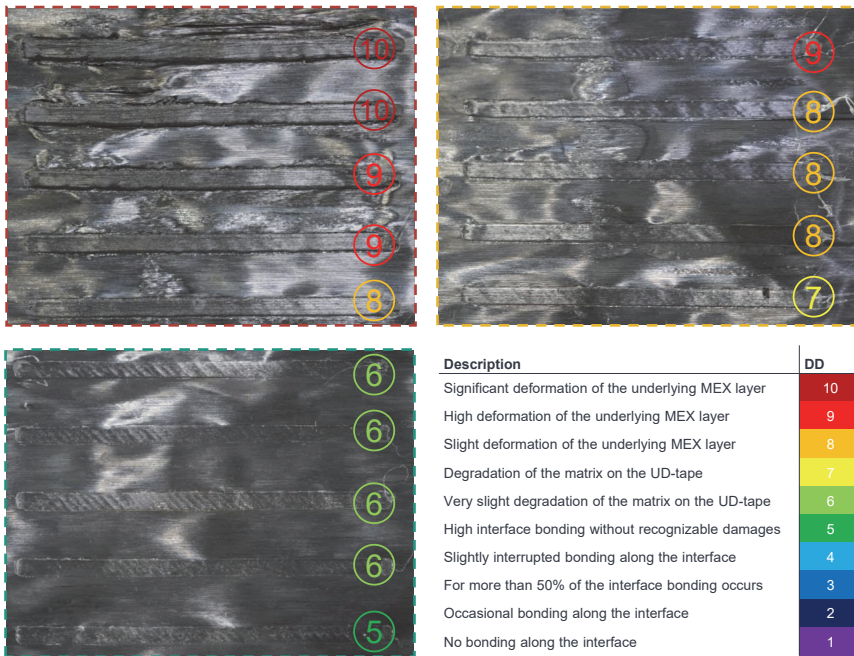 10
10
9
9
8
9
8
8
8
7
6
6
6
6
5
Description DD
Significant deformation of the underlying MEX layer 10
High deformation of the underlying MEX layer 9
Slight deformation of the underlying MEX layer 8
Degradation of the matrix on the UD-tape 7
Very slight degradation of the matrix on the UD-tape 6
High interface bonding without recognizable damages 5
Slightly interrupted bonding along the interface 4
For more than 50% of the interface bonding occurs 3
Occasional bonding along the interface 2
No bonding along the interface 1